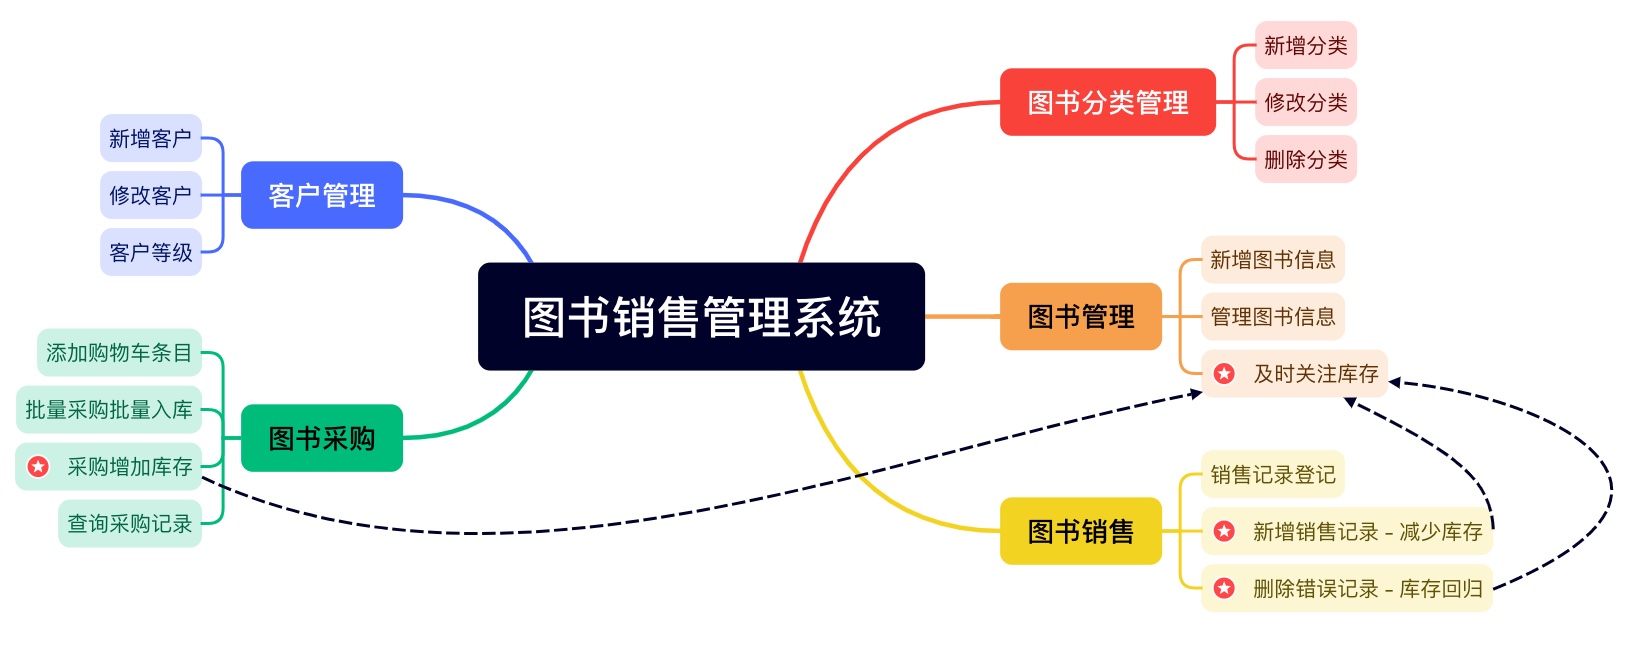 图书销售管理系统
图书分类管理
新增分类
修改分类
删除分类
图书管理
新增图书信息
管理图书信息
及时关注库存
图书销售
销售记录登记
新增销售记录 - 减少库存
删除错误记录 - 库存回归
客户管理
新增客户
修改客户
客户等级
图书采购
添加购物车条目
批量采购批量入库
采购增加库存
查询采购记录